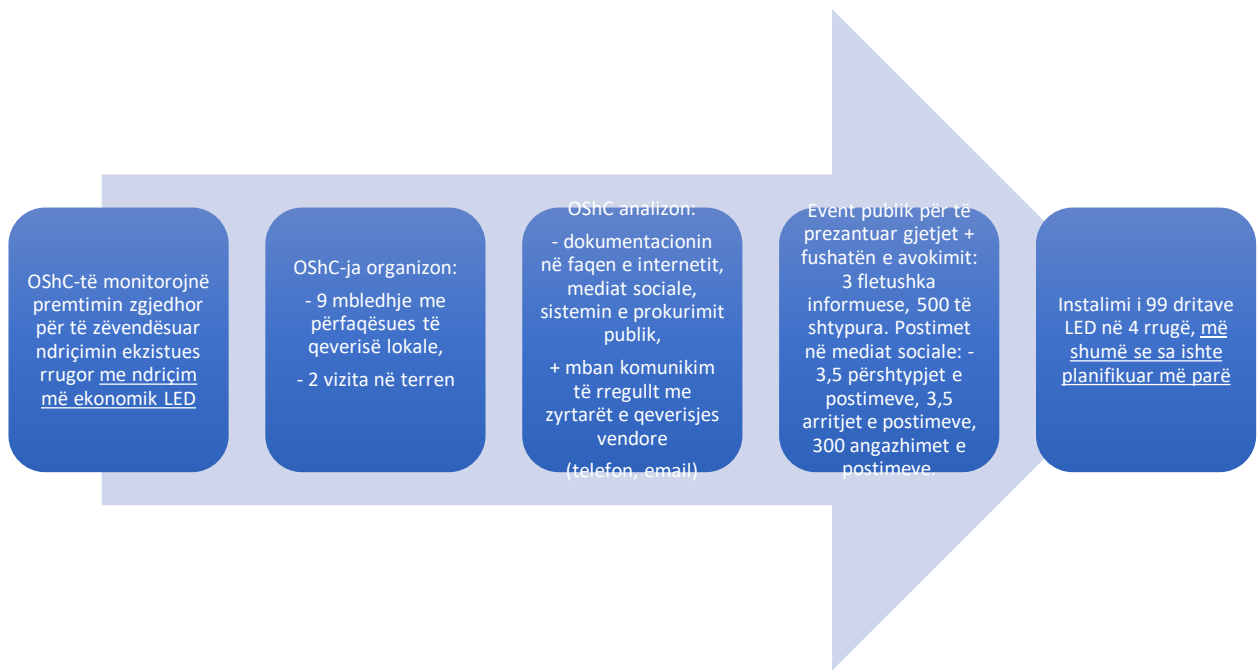 OShC-të monitorojnë
premtimin zgjedhor
për të zëvendësuar
ndriçimin ekzistues
rrugor me ndriçim
më ekonomik LED
OShC-ja organizon:
- 9 mbledhje me
përfaqësues të
qeverisë lokale,
- 2 vizita në terren
OShC analizon:
- dokumentacionin
në faqen e internetit,
mediat sociale,
sistemin e prokurimit
publik,
+ mban komunikim
të rregullt me
zyrtarët e qeverisjes
vendore
(telefon, email)
Event publik për të
prezantuar gjetjet +
fushatën e avokimit:
3 fletushka
informuese, 500 të
shtypura. Postimet
në mediat sociale: -
3,5 përshtypjet e
postimeve, 3,5
arritjet e postimeve,
300 angazhimet e
postimeve.
Instalimi i 99 dritave
LED në 4 rrugë, më
shumë se sa ishte
planifikuar më parë